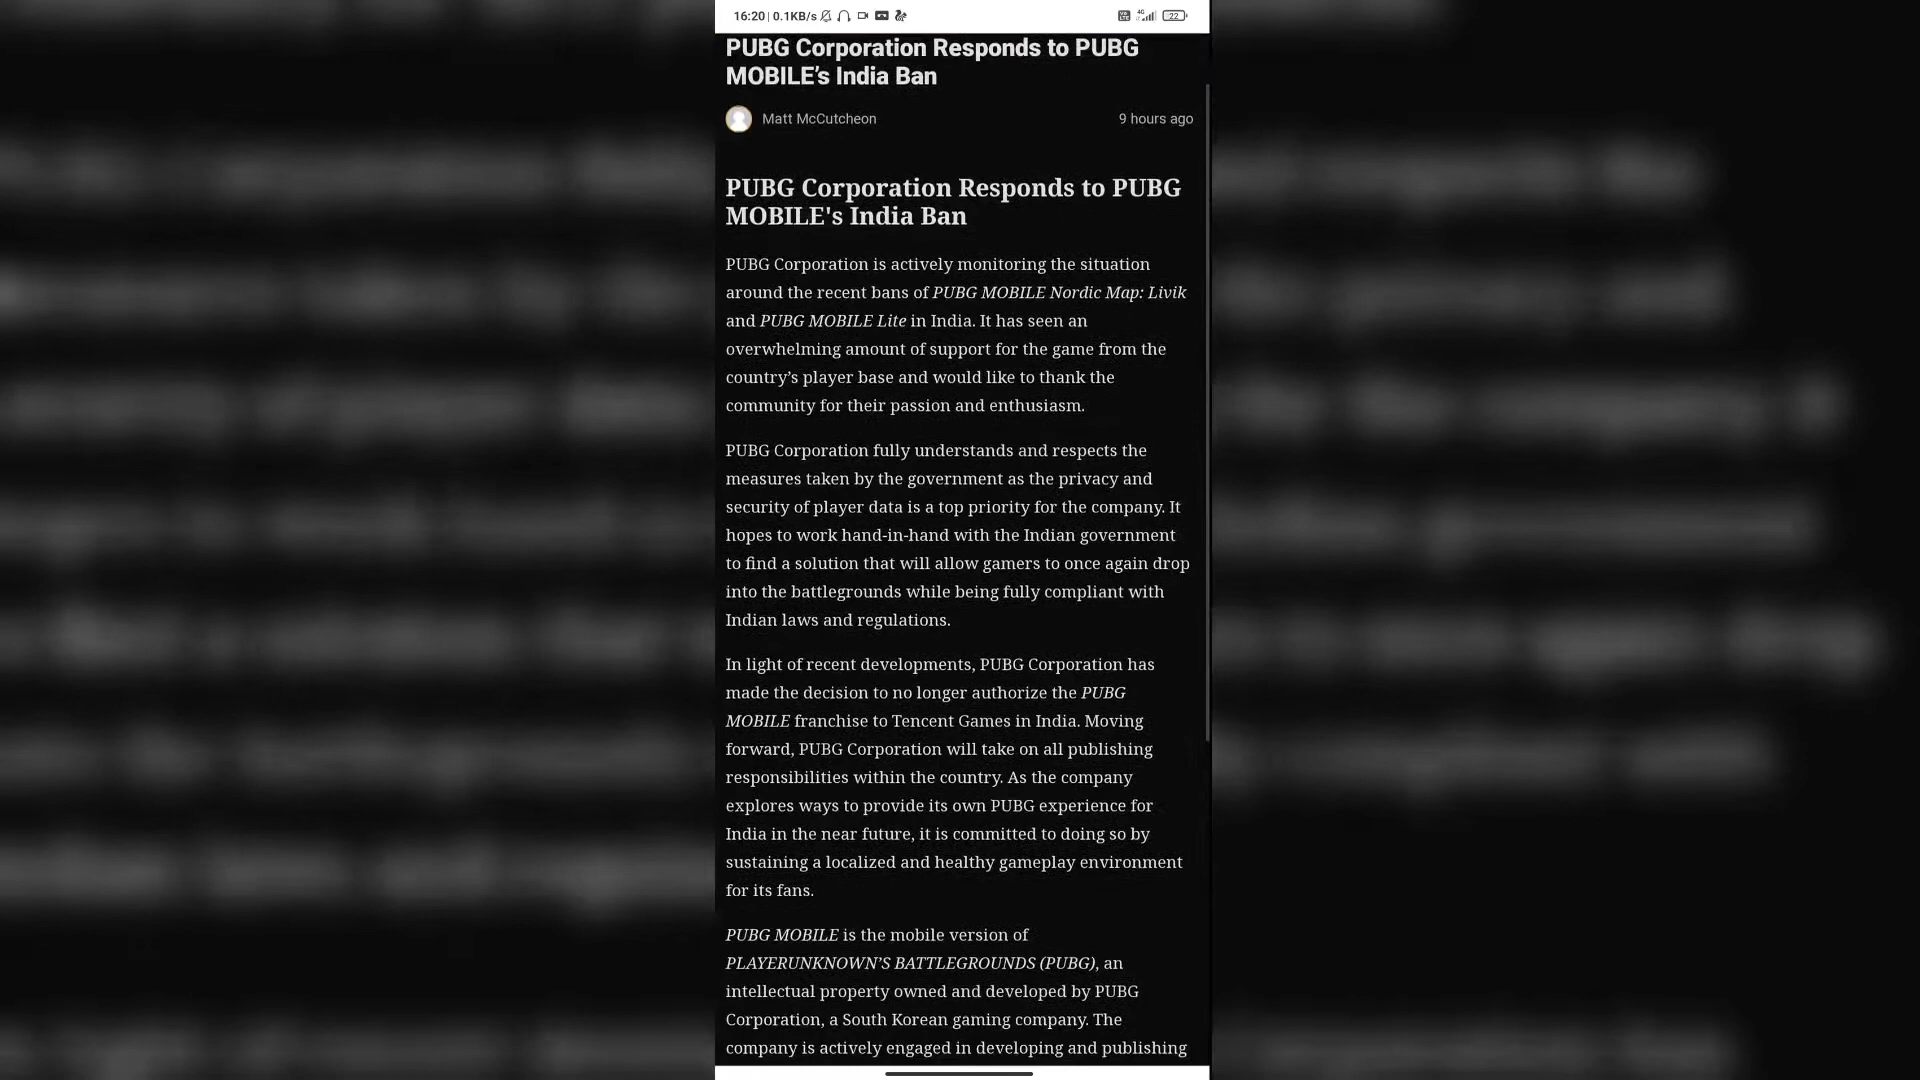 16:20 | 0.1KB/s
4G
22
PUBG Corporation Responds to PUBG
MOBILE’s India Ban
Matt McCutcheon
9 hours ago
PUBG Corporation Responds to PUBG
MOBILE's India Ban
PUBG Corporation is actively monitoring the situation
around the recent bans of PUBG MOBILE Nordic Map: Livik
and PUBG MOBILE Lite in India. It has seen an
overwhelming amount of support for the game from the
country’s player base and would like to thank the
community for their passion and enthusiasm.
PUBG Corporation fully understands and respects the
measures taken by the government as the privacy and
security of player data is a top priority for the company. It
hopes to work hand-in-hand with the Indian government
to find a solution that will allow gamers to once again drop
into the battlegrounds while being fully compliant with
Indian laws and regulations.
In light of recent developments, PUBG Corporation has
made the decision to no longer authorize the PUBG
MOBILE franchise to Tencent Games in India. Moving
forward, PUBG Corporation will take on all publishing
responsibilities within the country. As the company
explores ways to provide its own PUBG experience for
India in the near future, it is committed to doing so by
sustaining a localized and healthy gameplay environment
for its fans.
PUBG MOBILE is the mobile version of
PLAYERUNKNOWN’S BATTLEGROUNDS (PUBG), an
intellectual property owned and developed by PUBG
Corporation, a South Korean gaming company. The
company is actively engaged in developing and publishing